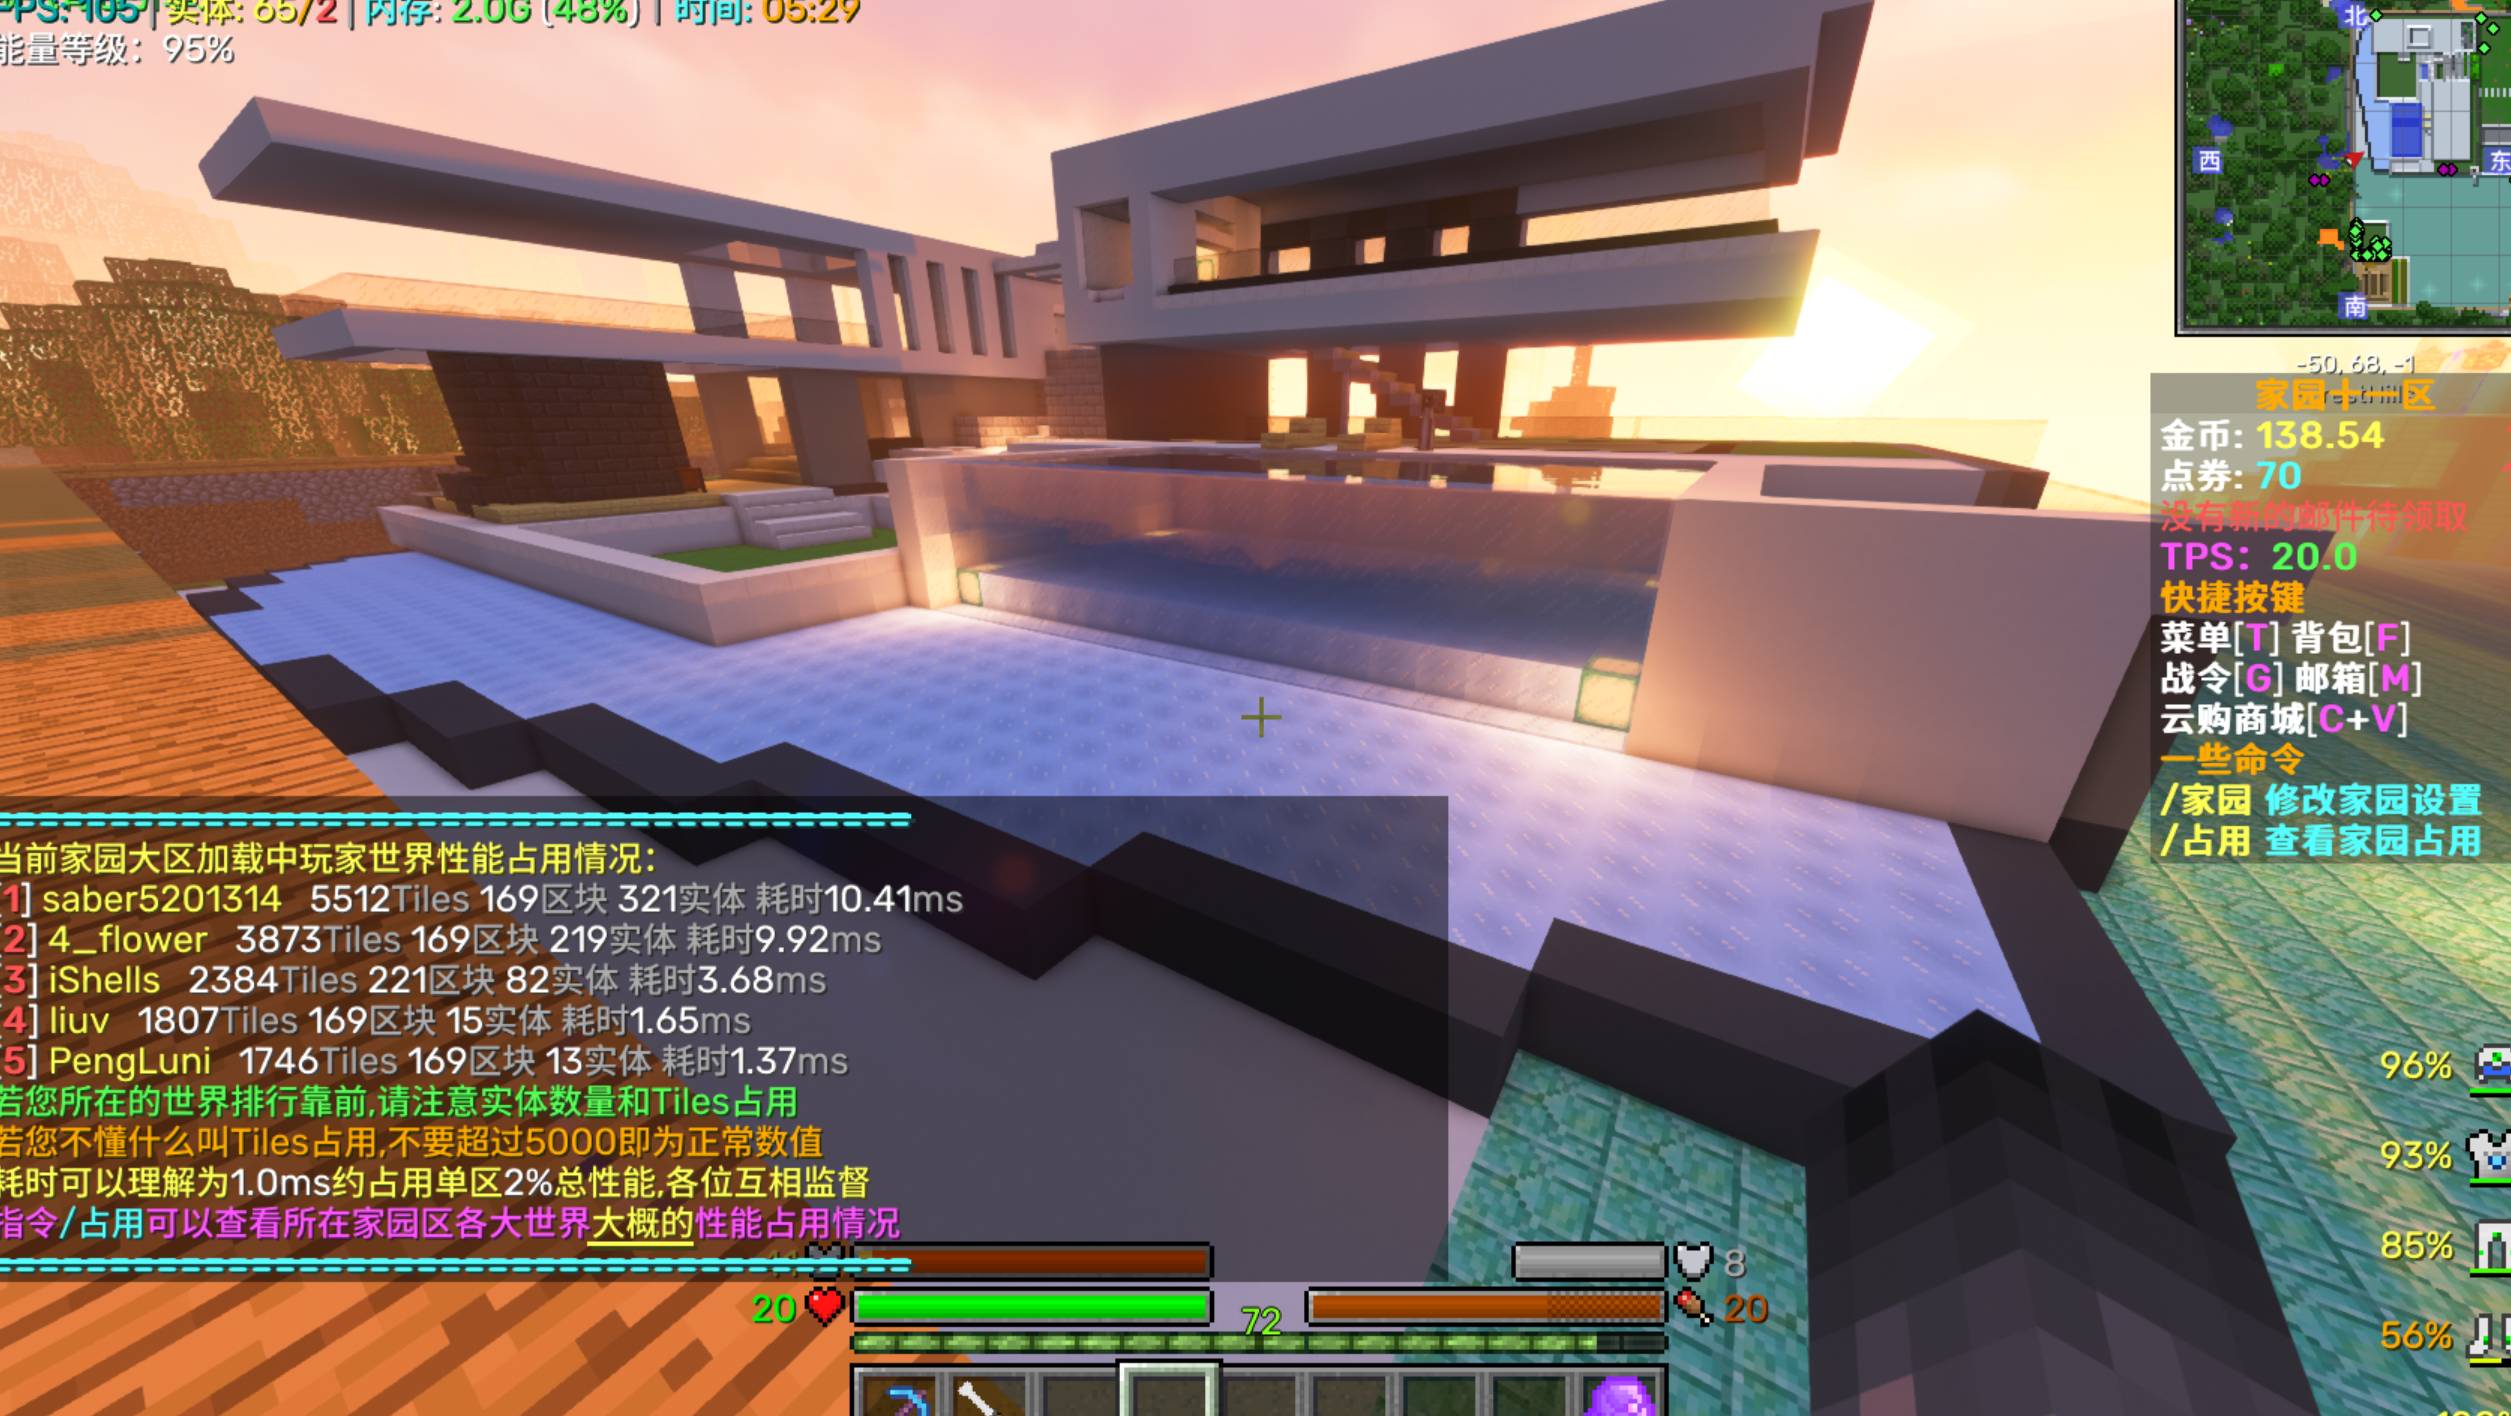 FPS: 105 | 实体: 65/2 | 内存: 2.0G (48%) | 时间: 05:29
能量等级：95%
北
西
东
南
-50, 68, -1
家园十一区
金币: 138.54
点券: 70
没有新的邮件待领取
TPS: 20.0
快捷按键
菜单[T] 背包[F]
战令[G] 邮箱[M]
云购商城[C+V]
一些命令
/家园 修改家园设置
/占用 查看家园占用
当前家园大区加载中玩家世界性能占用情况:
[1] saber5201314 5512Tiles 169区块 321实体 耗时10.41ms
[2] 4_flower 3873Tiles 169区块 219实体 耗时9.92ms
[3] iShells 2384Tiles 221区块 82实体 耗时3.68ms
[4] liuv 1807Tiles 169区块 15实体 耗时1.65ms
[5] PengLuni 1746Tiles 169区块 13实体 耗时1.37ms
若您所在的世界排行靠前,请注意实体数量和Tiles占用
若您不懂什么叫Tiles占用,不要超过5000即为正常数值
耗时可以理解为1.0ms约占用单区2%总性能,各位互相监督
指令/占用可以查看所在家园区各大世界大概的性能占用情况
96%
93%
85%
56%
8
20
72
20